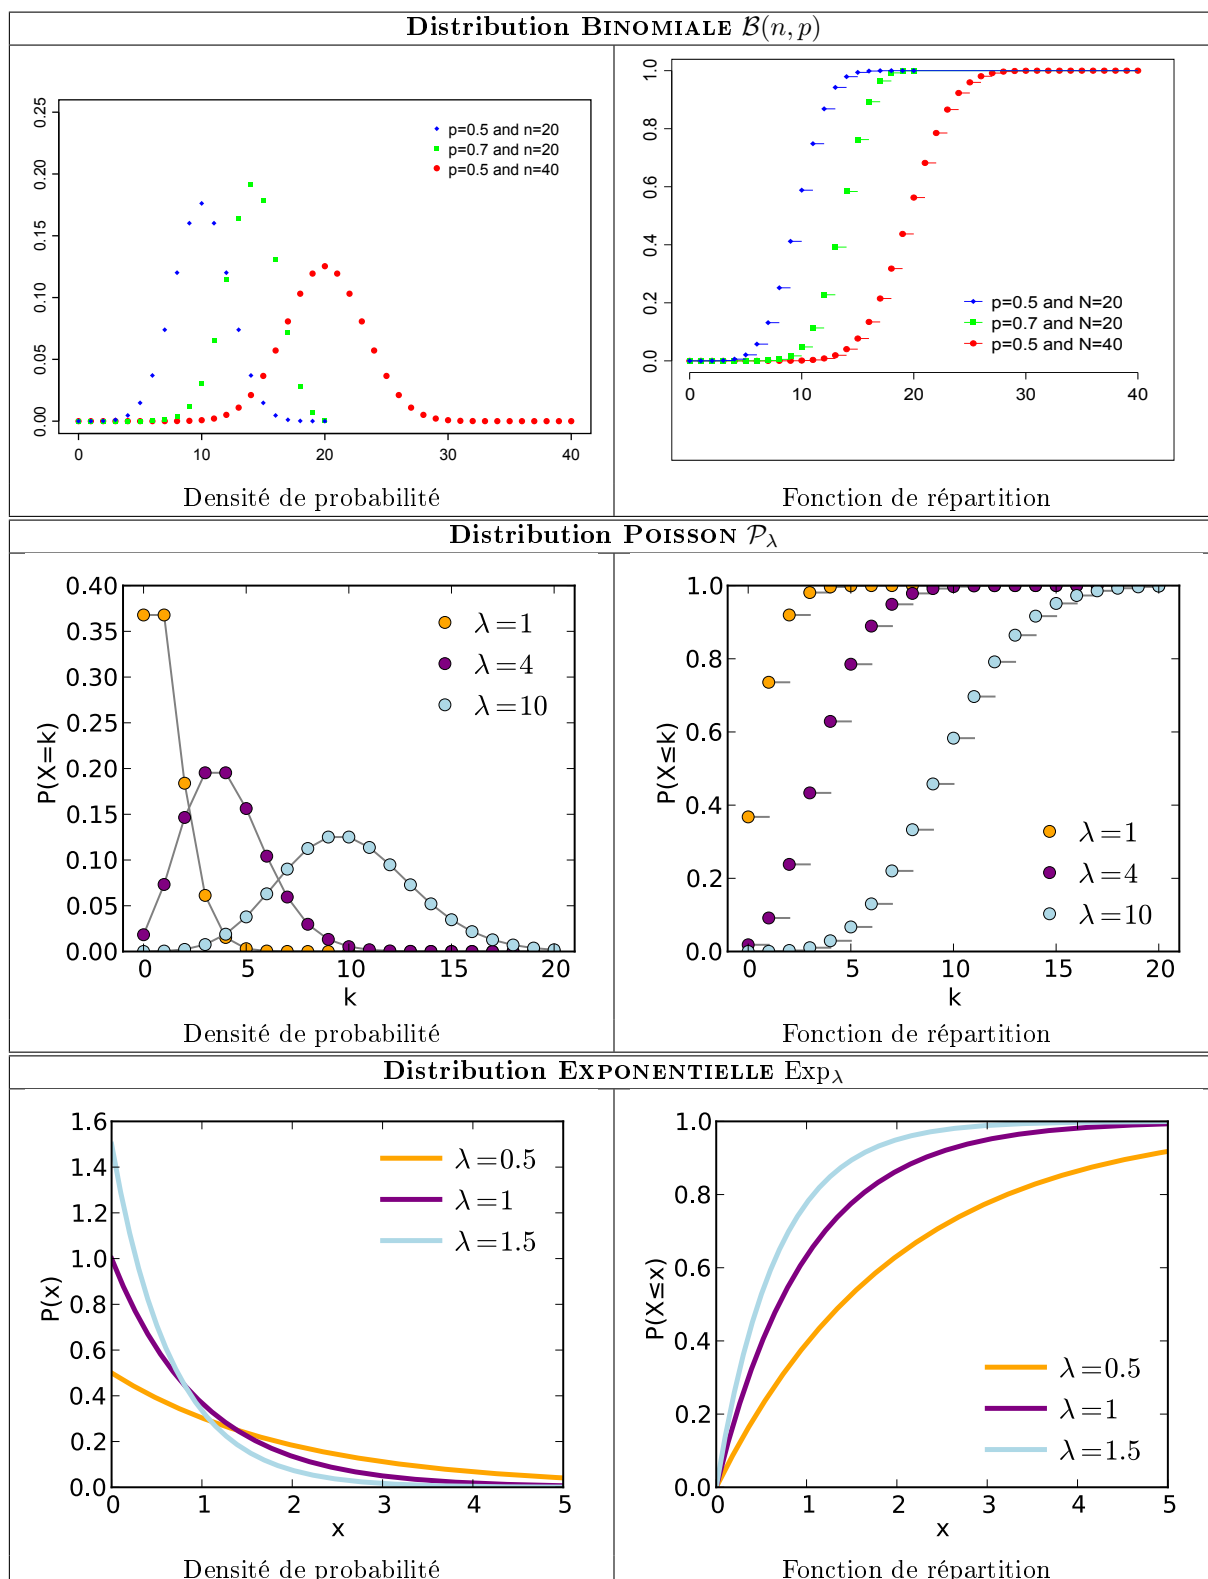 Distribution BINOMIALE B(n, p)
0.25
0.20
0.15
0.10
0.05
0.00
p=0.5 and n=20
p=0.7 and n=20
p=0.5 and n=40
0 10 20 30 40
Densité de probabilité
1.0
0.8
0.6
0.4
0.2
0.0
p=0.5 and N=20
p=0.7 and N=20
p=0.5 and N=40
0 10 20 30 40
Fonction de répartition
Distribution POISSON P_λ
0.40
0.35
0.30
0.25
0.20
0.15
0.10
0.05
0.00
P(X=k)
λ=1
λ=4
λ=10
0 5 10 15 20
k
Densité de probabilité
1.0
0.8
0.6
0.4
0.2
0.0
P(X≤k)
λ=1
λ=4
λ=10
0 5 10 15 20
k
Fonction de répartition
Distribution EXPONENTIELLE Exp_λ
1.6
1.4
1.2
1.0
0.8
0.6
0.4
0.2
0.0
P(x)
λ=0.5
λ=1
λ=1.5
0 1 2 3 4 5
x
Densité de probabilité
1.0
0.8
0.6
0.4
0.2
0.0
P(X≤x)
λ=0.5
λ=1
λ=1.5
0 1 2 3 4 5
x
Fonction de répartition